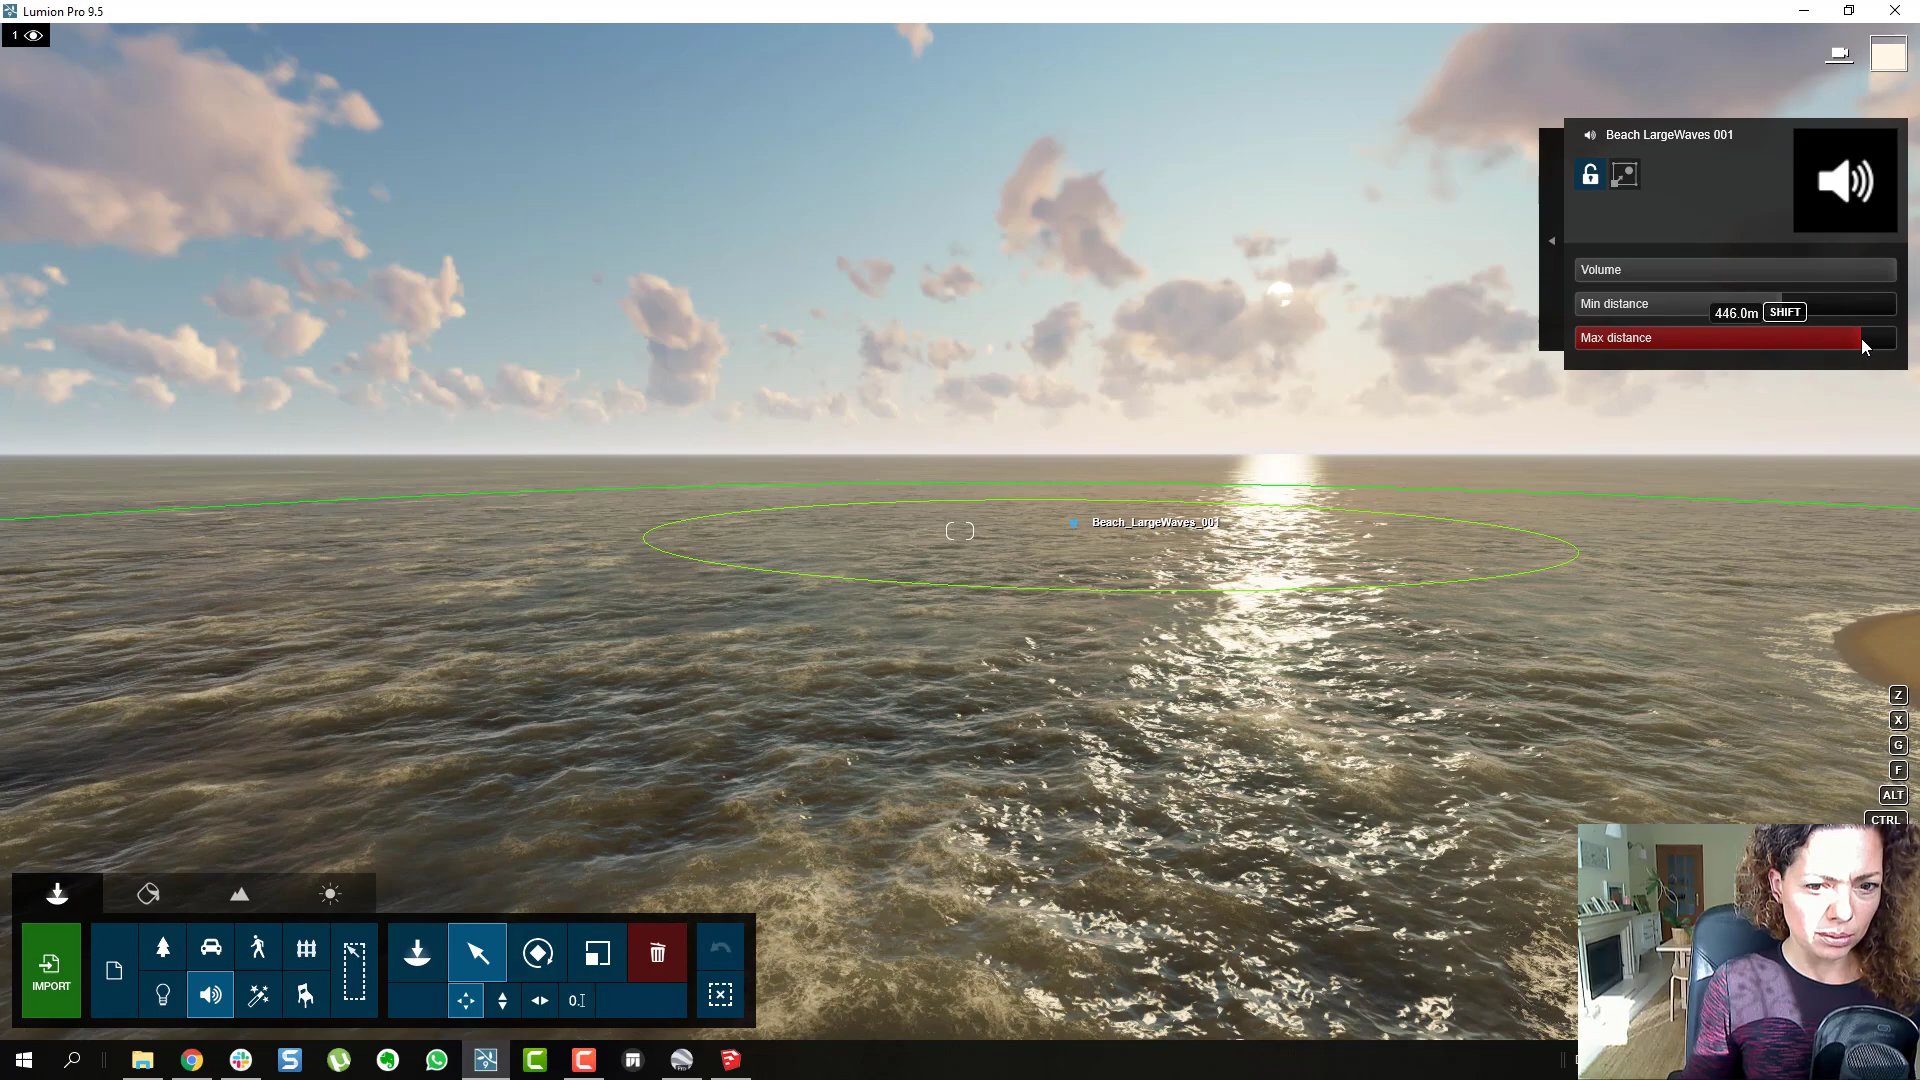 Lumion Pro 9.5
1
Beach LargeWaves 001
Volume
Min distance
446.0m
SHIFT
Max distance
Beach_LargeWaves_001
Z
X
G
F
ALT
CTRL
IMPORT